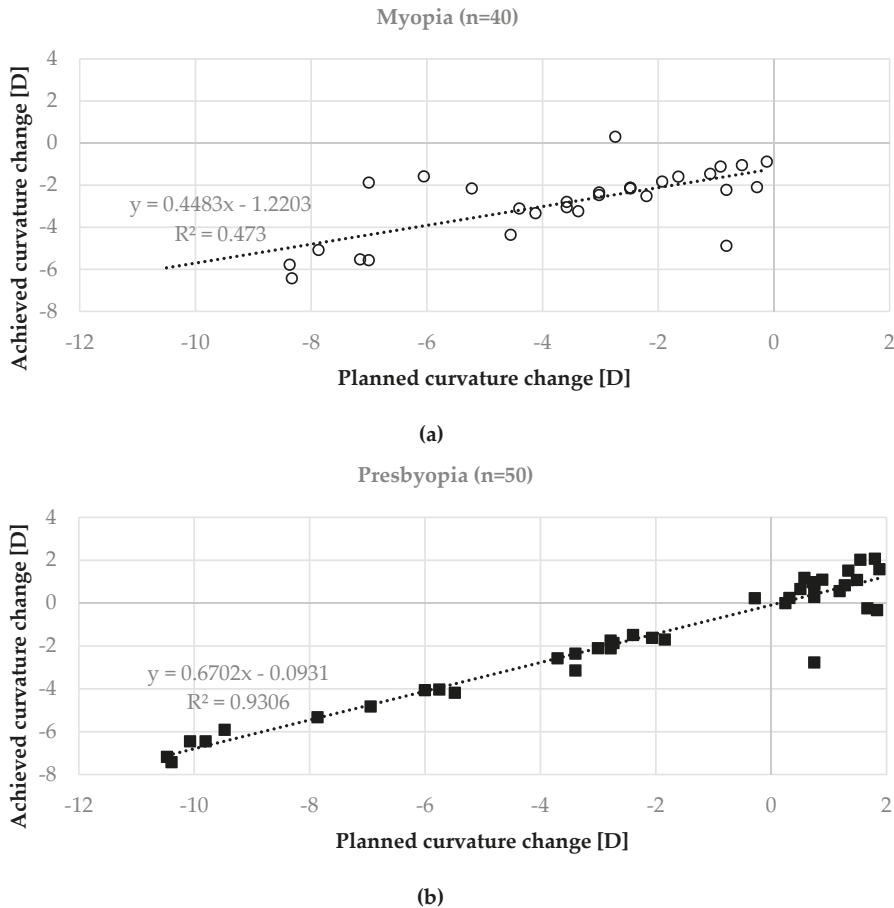 Myopia (n=40)
4
2
0
-2
-4
-6
-8
y = 0.4483x - 1.2203
R² = 0.473
-12 -10 -8 -6 -4 -2 0 2
Achieved curvature change [D]
Planned curvature change [D]
(a)
Presbyopia (n=50)
4
2
0
-2
-4
-6
-8
y = 0.6702x - 0.0931
R² = 0.9306
-12 -10 -8 -6 -4 -2 0 2
Achieved curvature change [D]
Planned curvature change [D]
(b)